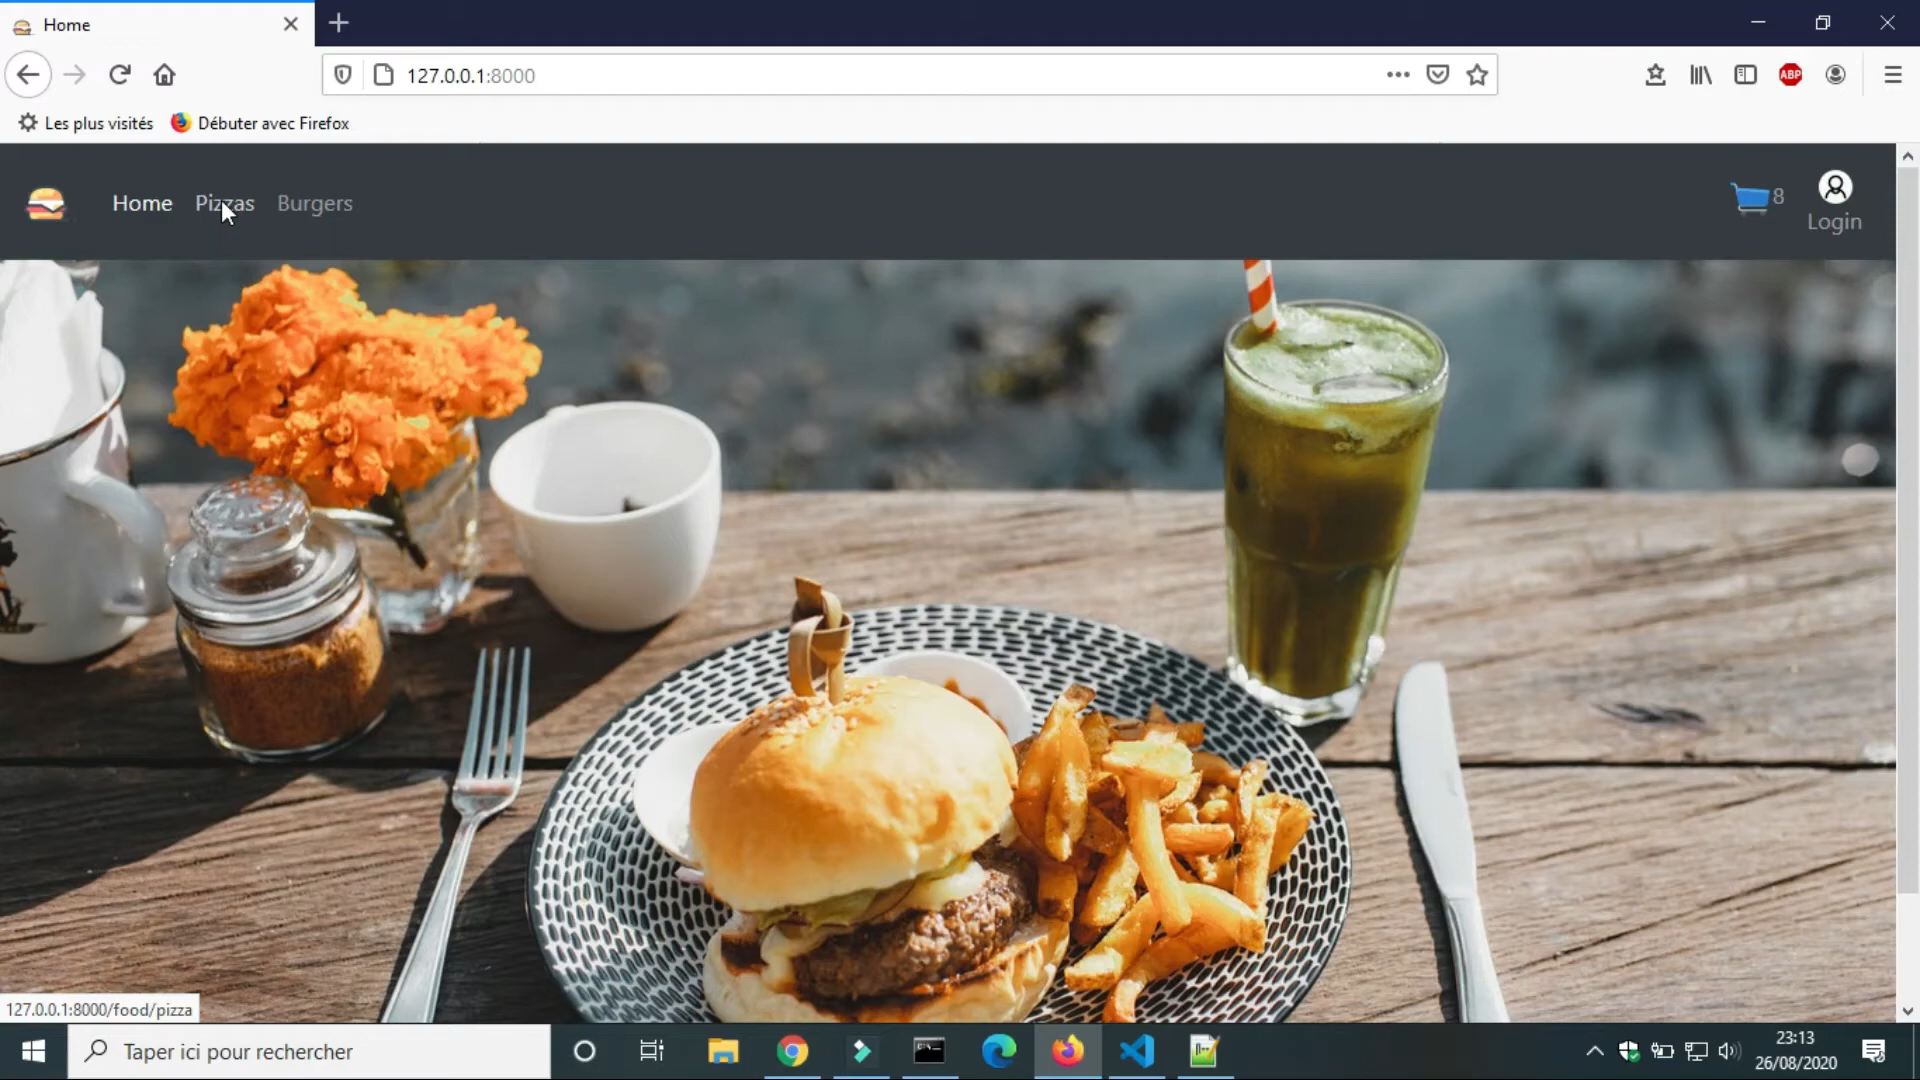 Home
127.0.0.1:8000
ABP
Les plus visités
Débuter avec Firefox
Home
Pizzas
Burgers
8
Login
127.0.0.1:8000/food/pizza
Taper ici pour rechercher
23:13
26/08/2020